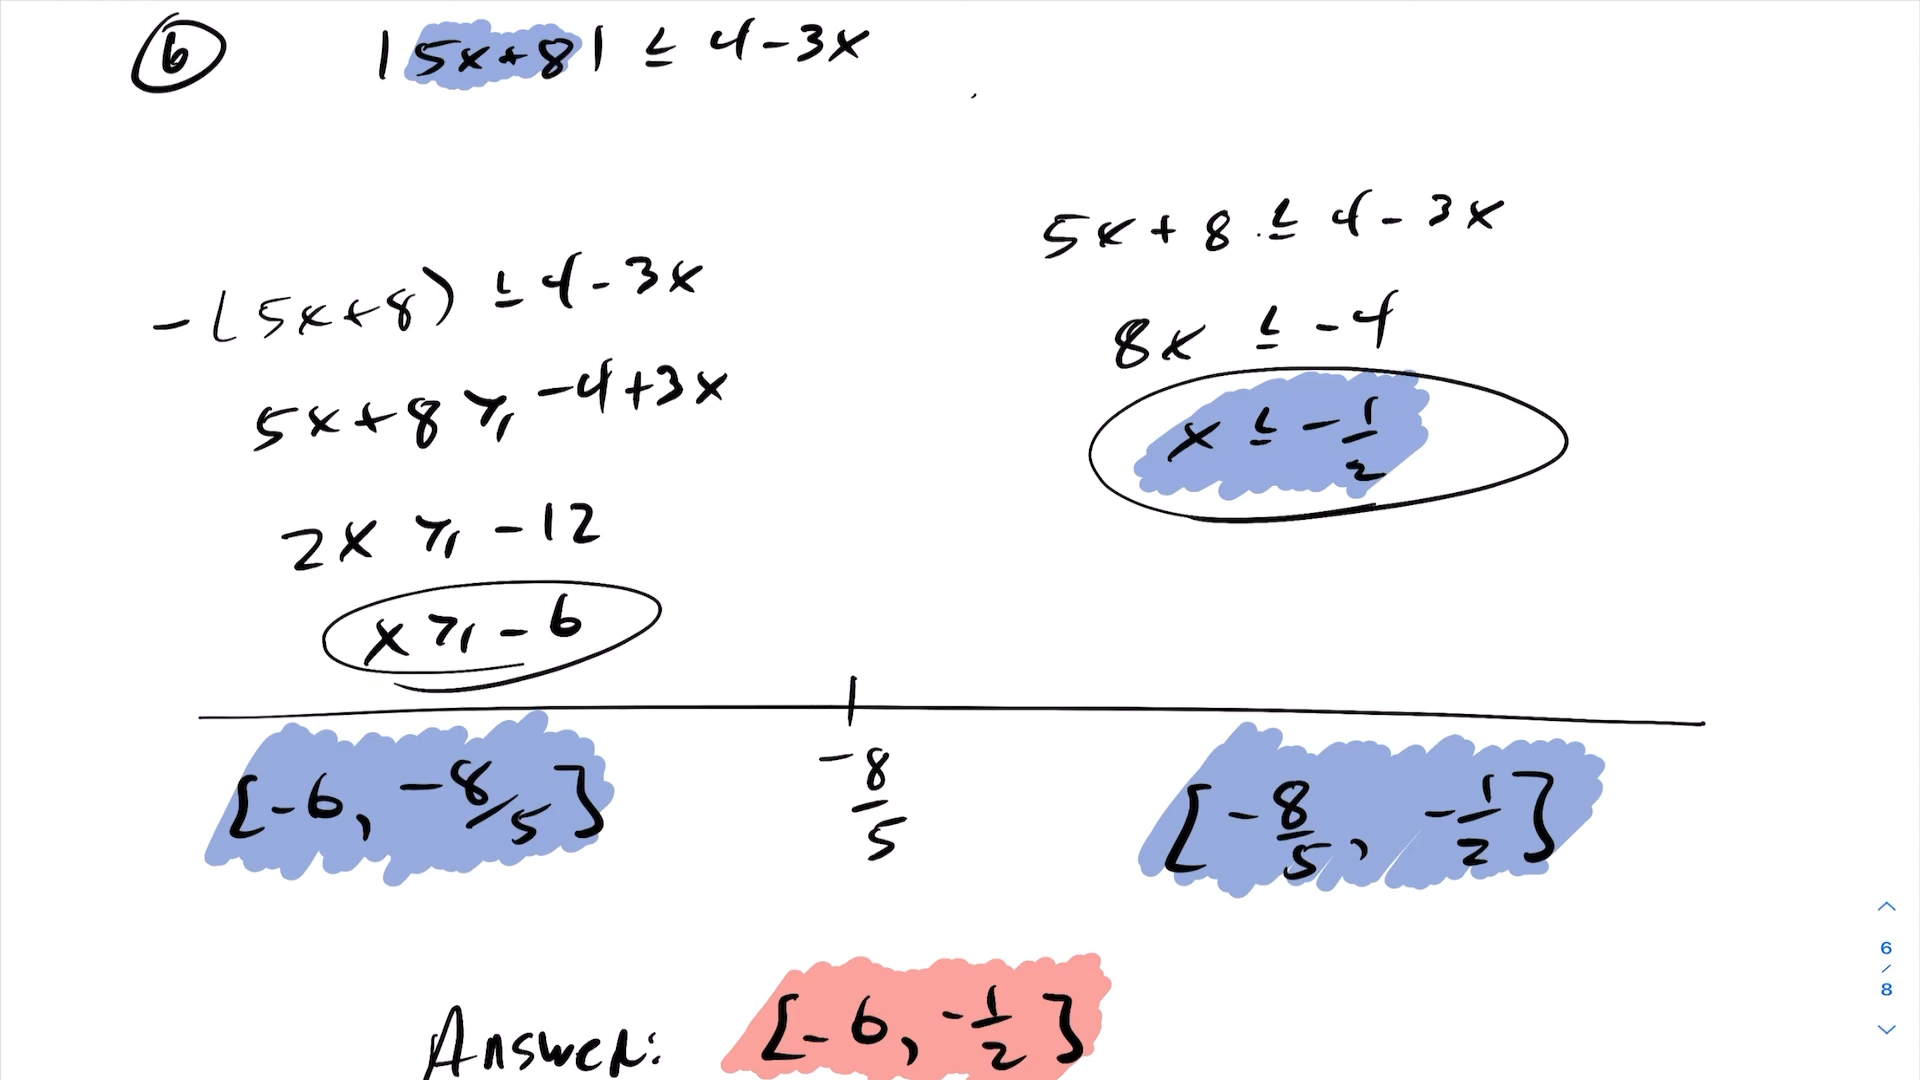 6 |5x+8| ≤ 4-3x
-(5x+8) ≤ 4-3x
5x+8 ≥ -4+3x
2x ≥ -12
x ≥ -6
5x+8 ≤ 4-3x
8x ≤ -4
x ≤ -1/2
[-6, -8/5]
-8/5
[-8/5, -1/2]
Answer: [-6, -1/2]
6
/
8